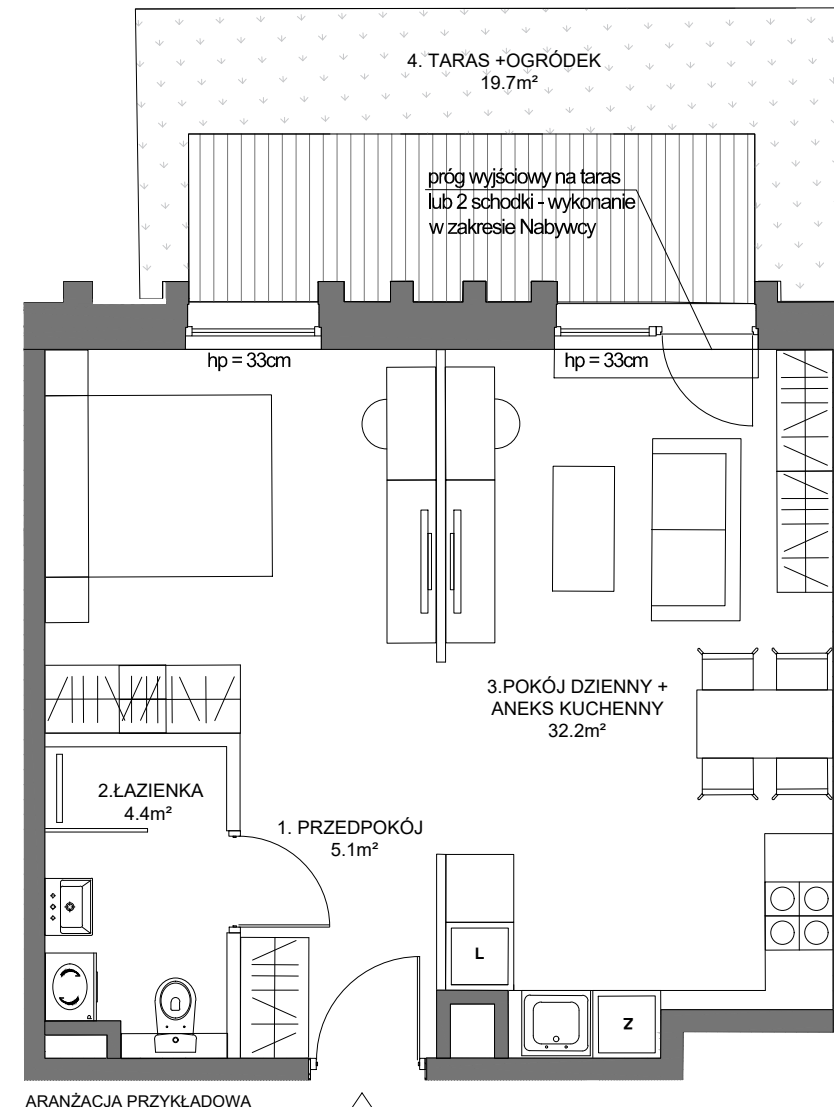 4. TARAS +OGRÓDEK
19.7m²
próg wyjściowy na taras
lub 2 schodki - wykonanie
w zakresie Nabywcy
hp = 33cm
hp = 33cm
3.POKÓJ DZIENNY +
ANEKS KUCHENNY
32.2m²
2.ŁAZIENKA
4.4m²
1. PRZEDPOKÓJ
5.1m²
L
Z
ARANŻACJA PRZYKŁADOWA